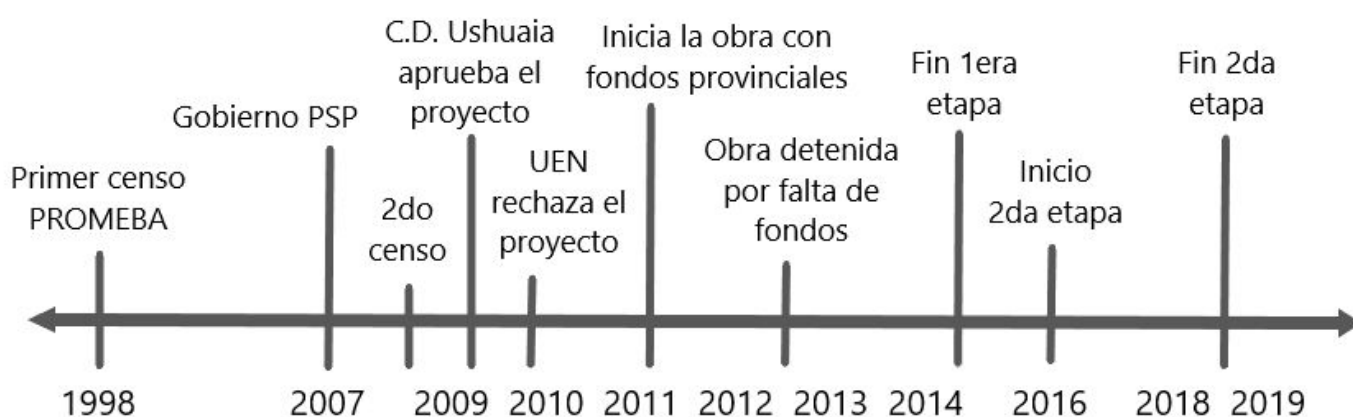 Primer censo
PROMEBA
Gobierno PSP
2do
censo
C.D. Ushuaia
aprueba el
proyecto
UEN
rechaza el
proyecto
Inicia la obra con
fondos provinciales
Obra detenida
por falta de
fondos
Fin 1era
etapa
Inicio
2da etapa
Fin 2da
etapa
1998 2007 2009 2010 2011 2012 2013 2014 2016 2018 2019